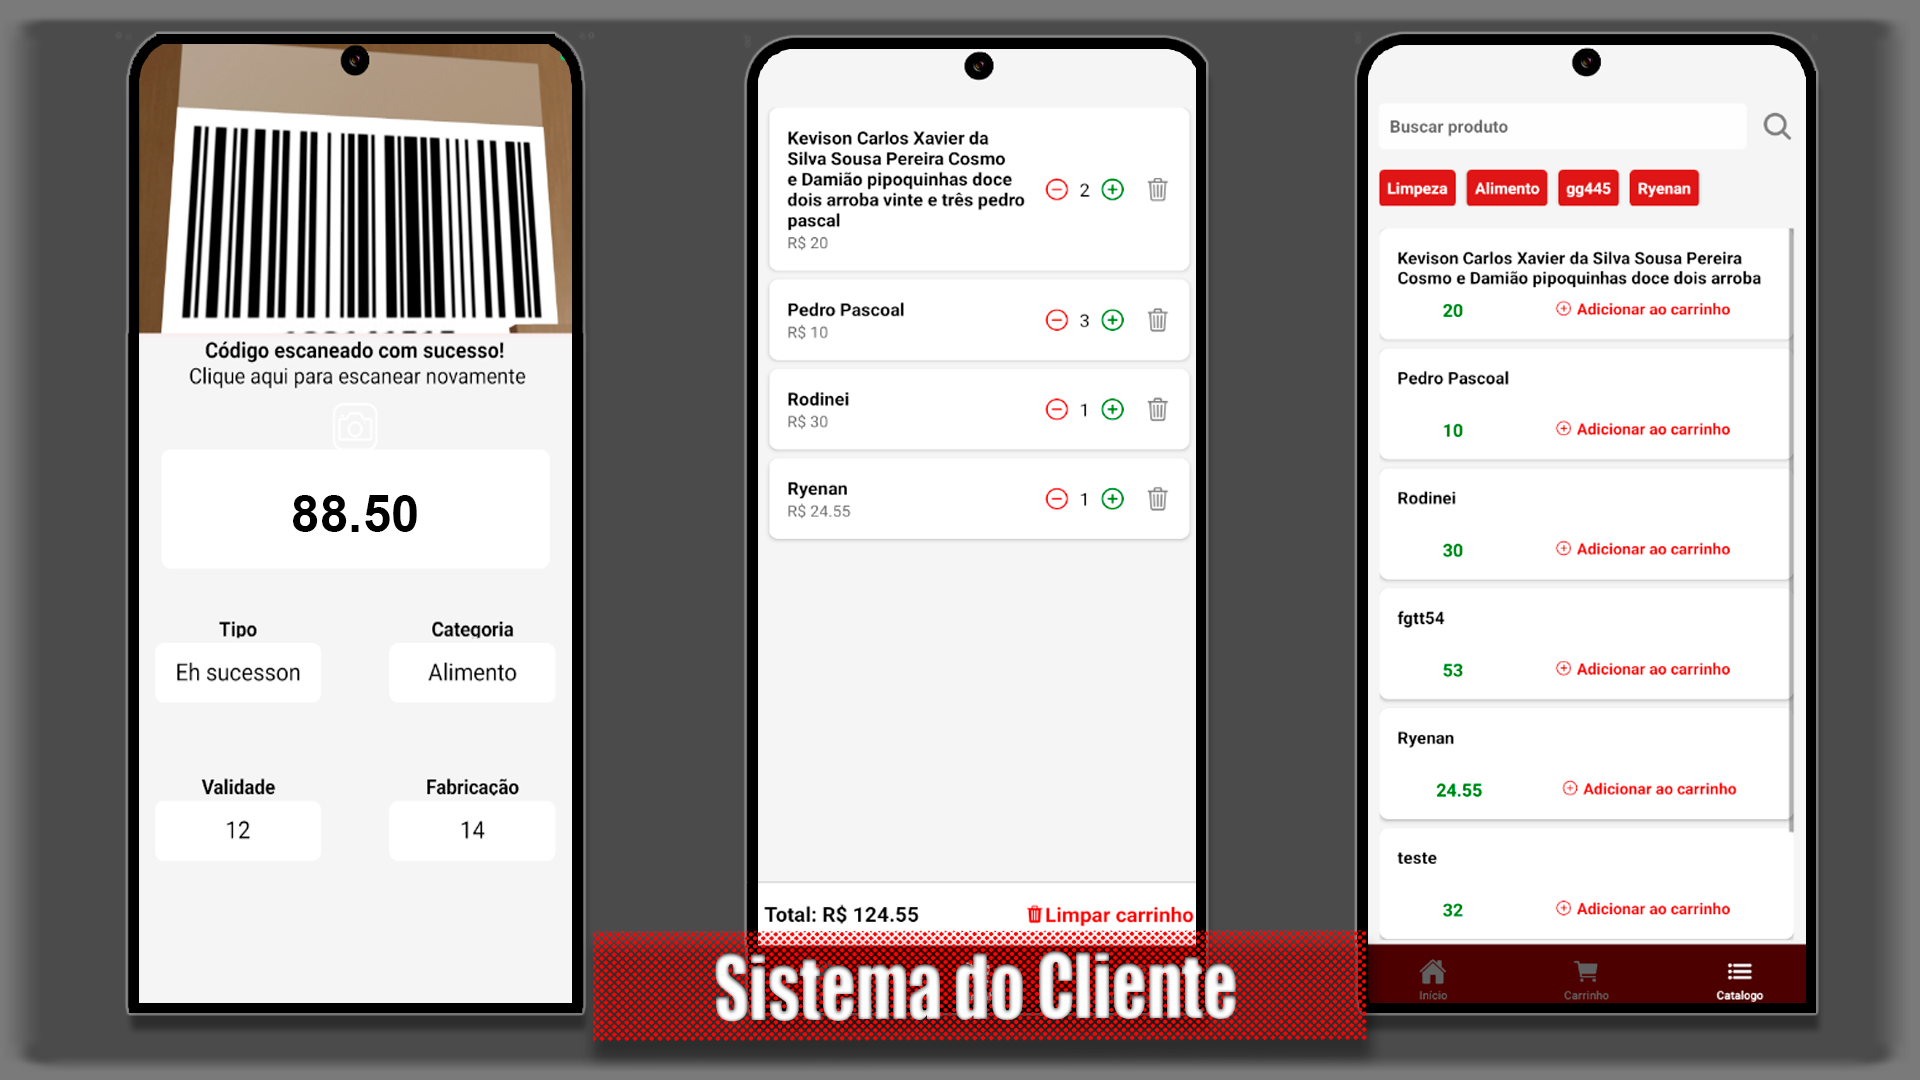 Código escaneado com sucesso!
Clique aqui para escanear novamente
88.50
Tipo
Categoria
Eh sucesson
Alimento
Validade
Fabricação
12
14
Kevison Carlos Xavier da
Silva Sousa Pereira Cosmo
e Damião pipoquinhas doce
dois arroba vinte e três pedro
pascal
R$ 20
2
Pedro Pascoal
R$ 10
3
Rodinei
R$ 30
1
Ryenan
R$ 24.55
1
Total: R$ 124.55
Limpar carrinho
Buscar produto
Limpeza
Alimento
gg445
Ryenan
Kevison Carlos Xavier da Silva Sousa Pereira
Cosmo e Damião pipoquinhas doce dois arroba
20
Adicionar ao carrinho
Pedro Pascoal
10
Adicionar ao carrinho
Rodinei
30
Adicionar ao carrinho
fgtt54
53
Adicionar ao carrinho
Ryenan
24.55
Adicionar ao carrinho
teste
32
Adicionar ao carrinho
Início
Carrinho
Catalogo
Sistema do Cliente